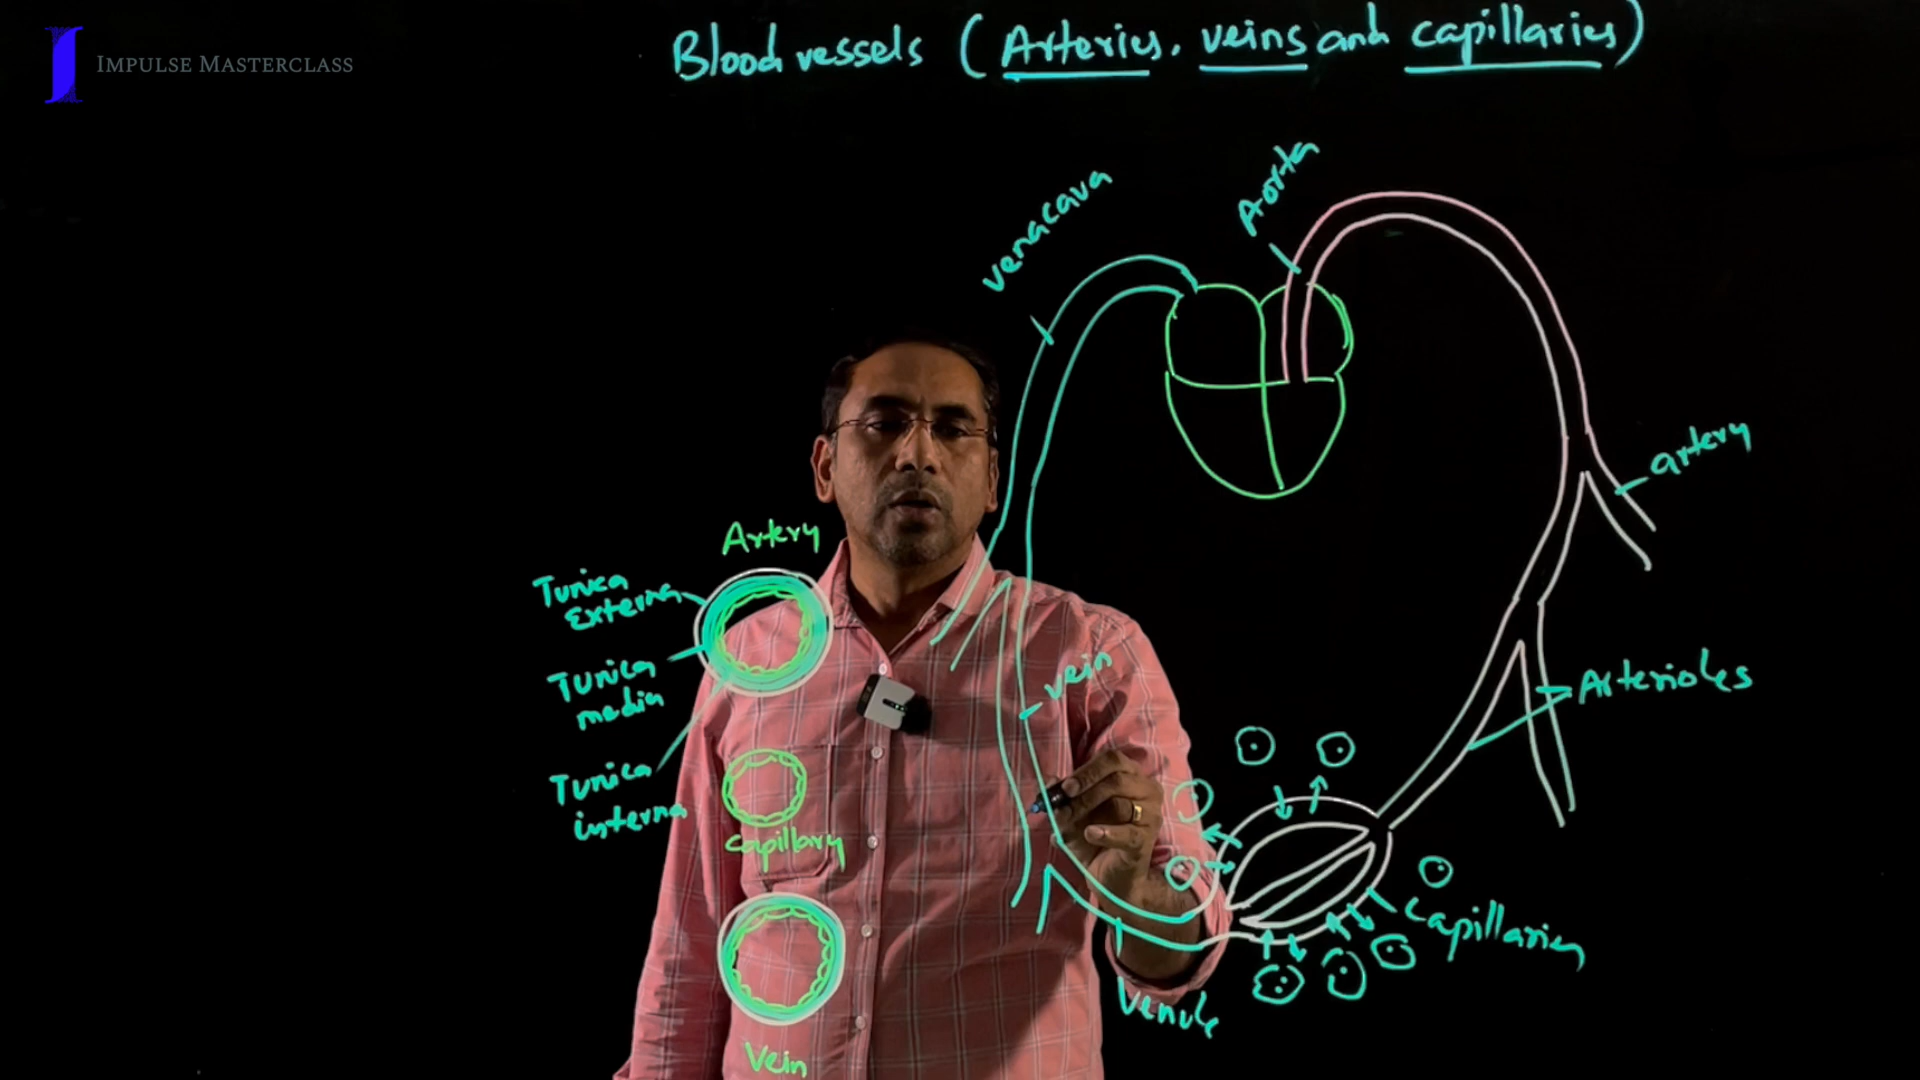 IMPULSE MASTERCLASS
Blood vessels (Arteries, veins and capillaries)
venacava
Aorta
artery
Artery
Tunica
Externa
Tunica
media
Tunica
interna
vein
Arterioles
capillary
capillaries
Venule
Vein